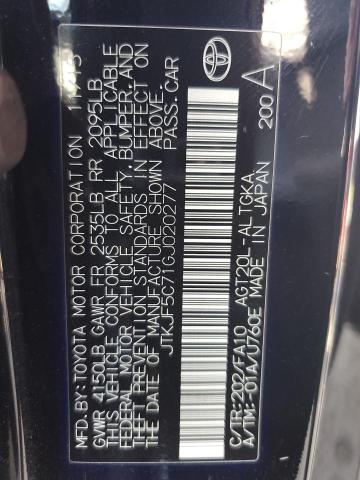 MFD.BY:TOYOTA MOTOR CORPORATION 11/15
GVWR 4150LB GAWR FR 2535LB RR 2095LB
THIS VEHICLE CONFORMS TO ALL APPLICABLE
FEDERAL MOTOR VEHICLE SAFETY, BUMPER, AND
THEFT PREVENTION STANDARDS IN EFFECT ON
THE DATE OF MANUFACTURE SHOWN ABOVE.
JTKJF5C71GJ020277 PASS.CAR
C/TR:202/FA10 AGT20L-ALTGKA
A/TM:-01A/U760E MADE IN JAPAN
200 A